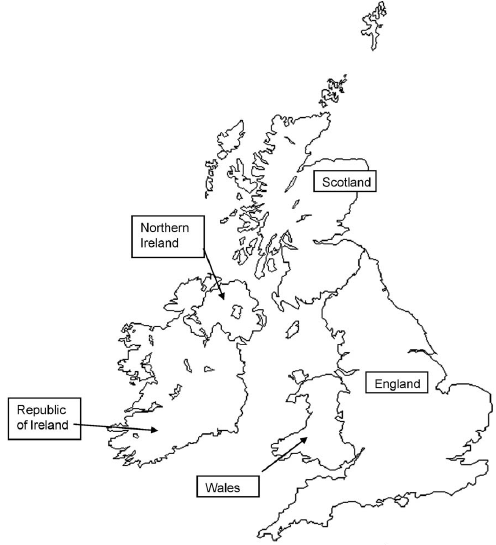 Scotland
Northern
Ireland
England
Republic
of Ireland
Wales